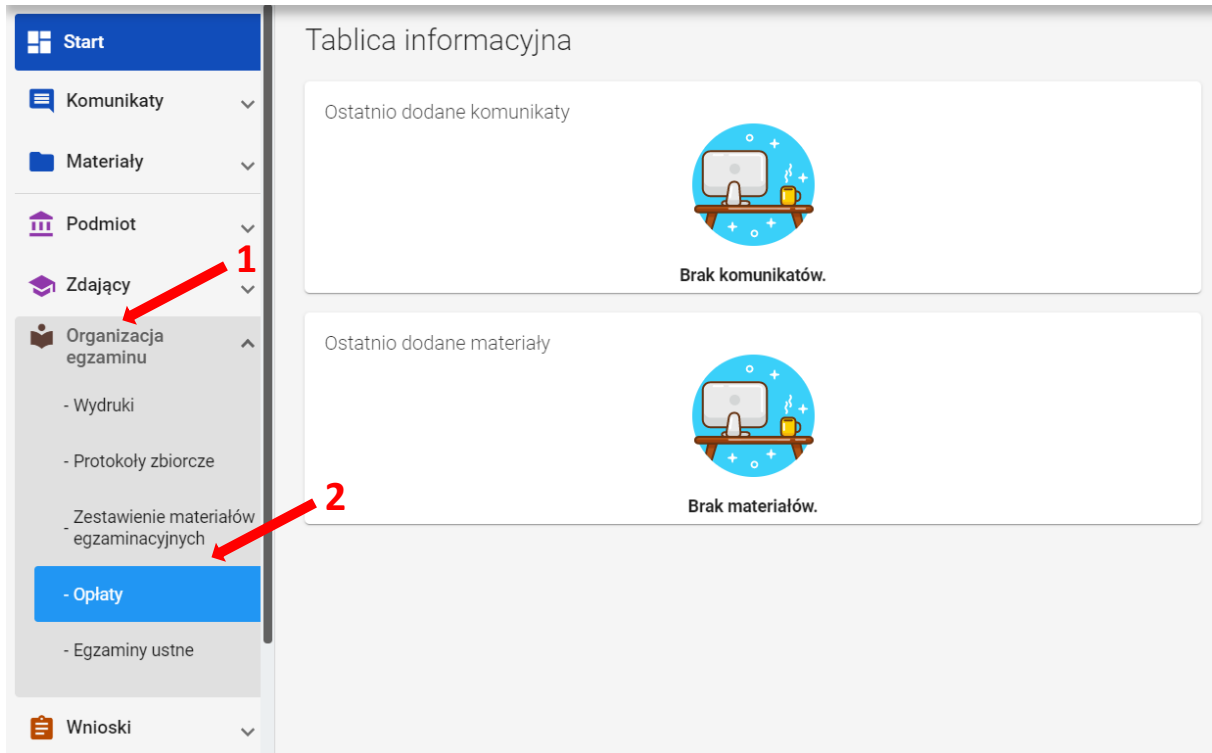 Start
Komunikaty
Materiały
Podmiot
1
Zdający
Organizacja
egzaminu
- Wydruki
- Protokoły zbiorcze
2
- Zestawienie materiałów
egzaminacyjnych
- Opłaty
- Egzaminy ustne
Wnioski
Tablica informacyjna
Ostatnio dodane komunikaty
Brak komunikatów.
Ostatnio dodane materiały
Brak materiałów.